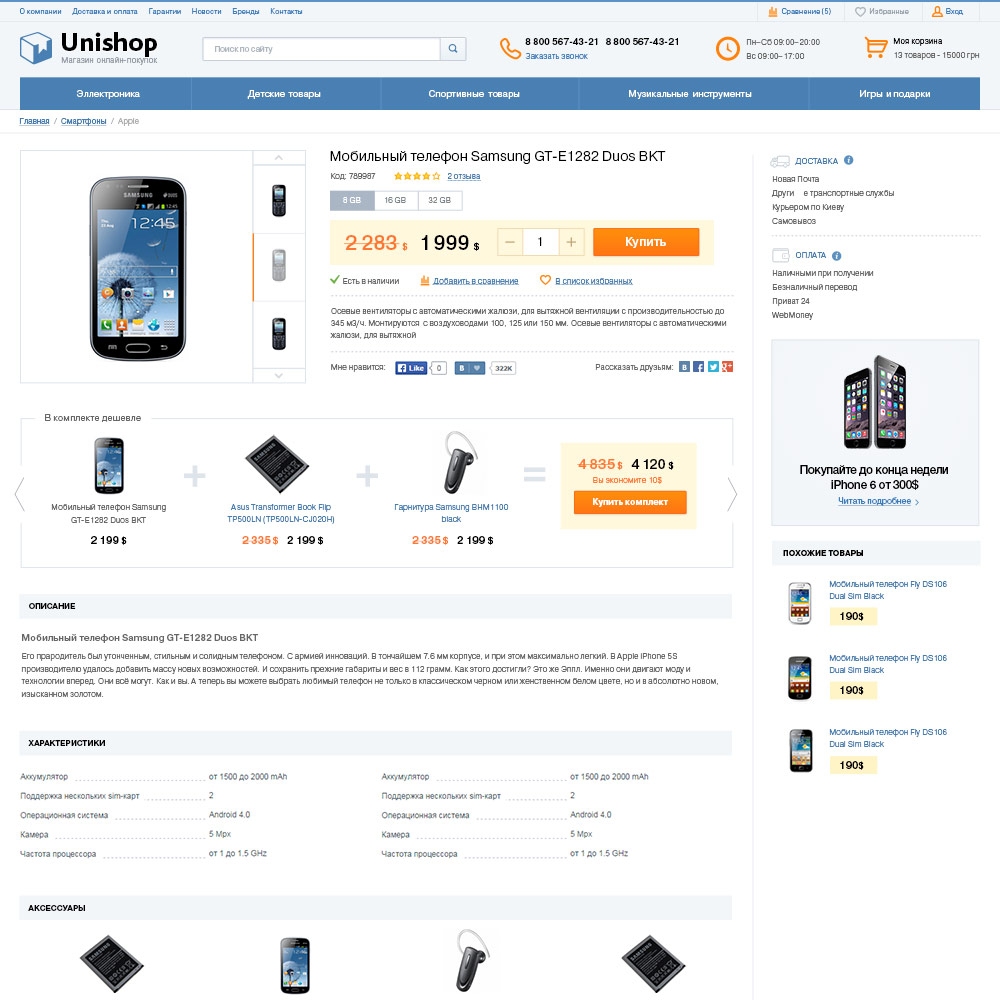 О компании Доставка и оплата Гарантии Новости Бренды Контакты
Сравнение (5) Избранные Вход
Unishop
Магазин онлайн-покупок
Поиск по сайту
8 800 567-43-21 8 800 567-43-21
Заказать звонок
Пн-Сб 09:00-20:00
Вс 09:00-17:00
Моя корзина
13 товаров - 15000 грн
Эллектроника Детские товары Спортивные товары Музикальные инструменты Игры и подарки
Главная / Смартфоны / Apple
SAMSUNG
12:45
Мобильный телефон Samsung GT-E1282 Duos BKT
Код: 789987 2 отзыва
8 GB 16 GB 32 GB
2 283 $ 1 999 $ 1 Купить
Есть в наличии Добавить в сравнение В список избранных
Осевые вентиляторы с автоматическими жалюзи, для вытяжной вентиляции с производительностью до
345 м3/ч. Монтируются с воздуховодами 100, 125 или 150 мм. Осевые вентиляторы с автоматическими
жалюзи, для вытяжной
Мне нравится: Like 0 B 322K Рассказать друзьям:
ДОСТАВКА
Новая Почта
Други е транспортные службы
Курьером по Киеву
Самовывоз
ОПЛАТА
Наличными при получении
Безналичный перевод
Приват 24
WebMoney
Покупайте до конца недели
iPhone 6 от 300$
Читать подробнее
В комплекте дешевле
Мобильный телефон Samsung
GT-E1282 Duos BKT
2 199 $
Asus Transformer Book Flip
TP500LN (TP500LN-CJ020H)
2 335 $ 2 199 $
Гарнитура Samsung BHM1100
black
2 335 $ 2 199 $
4 835 $ 4 120 $
Вы экономите 10$
Купить комплект
ПОХОЖИЕ ТОВАРЫ
Мобильный телефон Fly DS106
Dual Sim Black
190$
Мобильный телефон Fly DS106
Dual Sim Black
190$
Мобильный телефон Fly DS106
Dual Sim Black
190$
ОПИСАНИЕ
Мобильный телефон Samsung GT-E1282 Duos BKT
Его прародитель был утонченным, стильным и солидным телефоном. С армией инноваций. В тончайшем 7.6 мм корпусе, и при этом максимально легкий. В Apple iPhone 5S
производителю удалось добавить массу новых возможностей. И сохранить прежние габариты и вес в 112 грамм. Как этого достигли? Это же Эппл. Именно они двигают моду и
технологии вперед. Они всё могут. Как и вы. А теперь вы можете выбрать любимый телефон не только в классическом черном или женственном белом цвете, но и в абсолютно новом,
изысканном золотом.
ХАРАКТЕРИСТИКИ
Аккумулятор от 1500 до 2000 mAh Аккумулятор от 1500 до 2000 mAh
Поддержка нескольких sim-карт 2 Поддержка нескольких sim-карт 2
Операционная система Android 4.0 Операционная система Android 4.0
Камера 5 Mpx Камера 5 Mpx
Частота процессора от 1 до 1.5 GHz Частота процессора от 1 до 1.5 GHz
АКСЕССУАРЫ